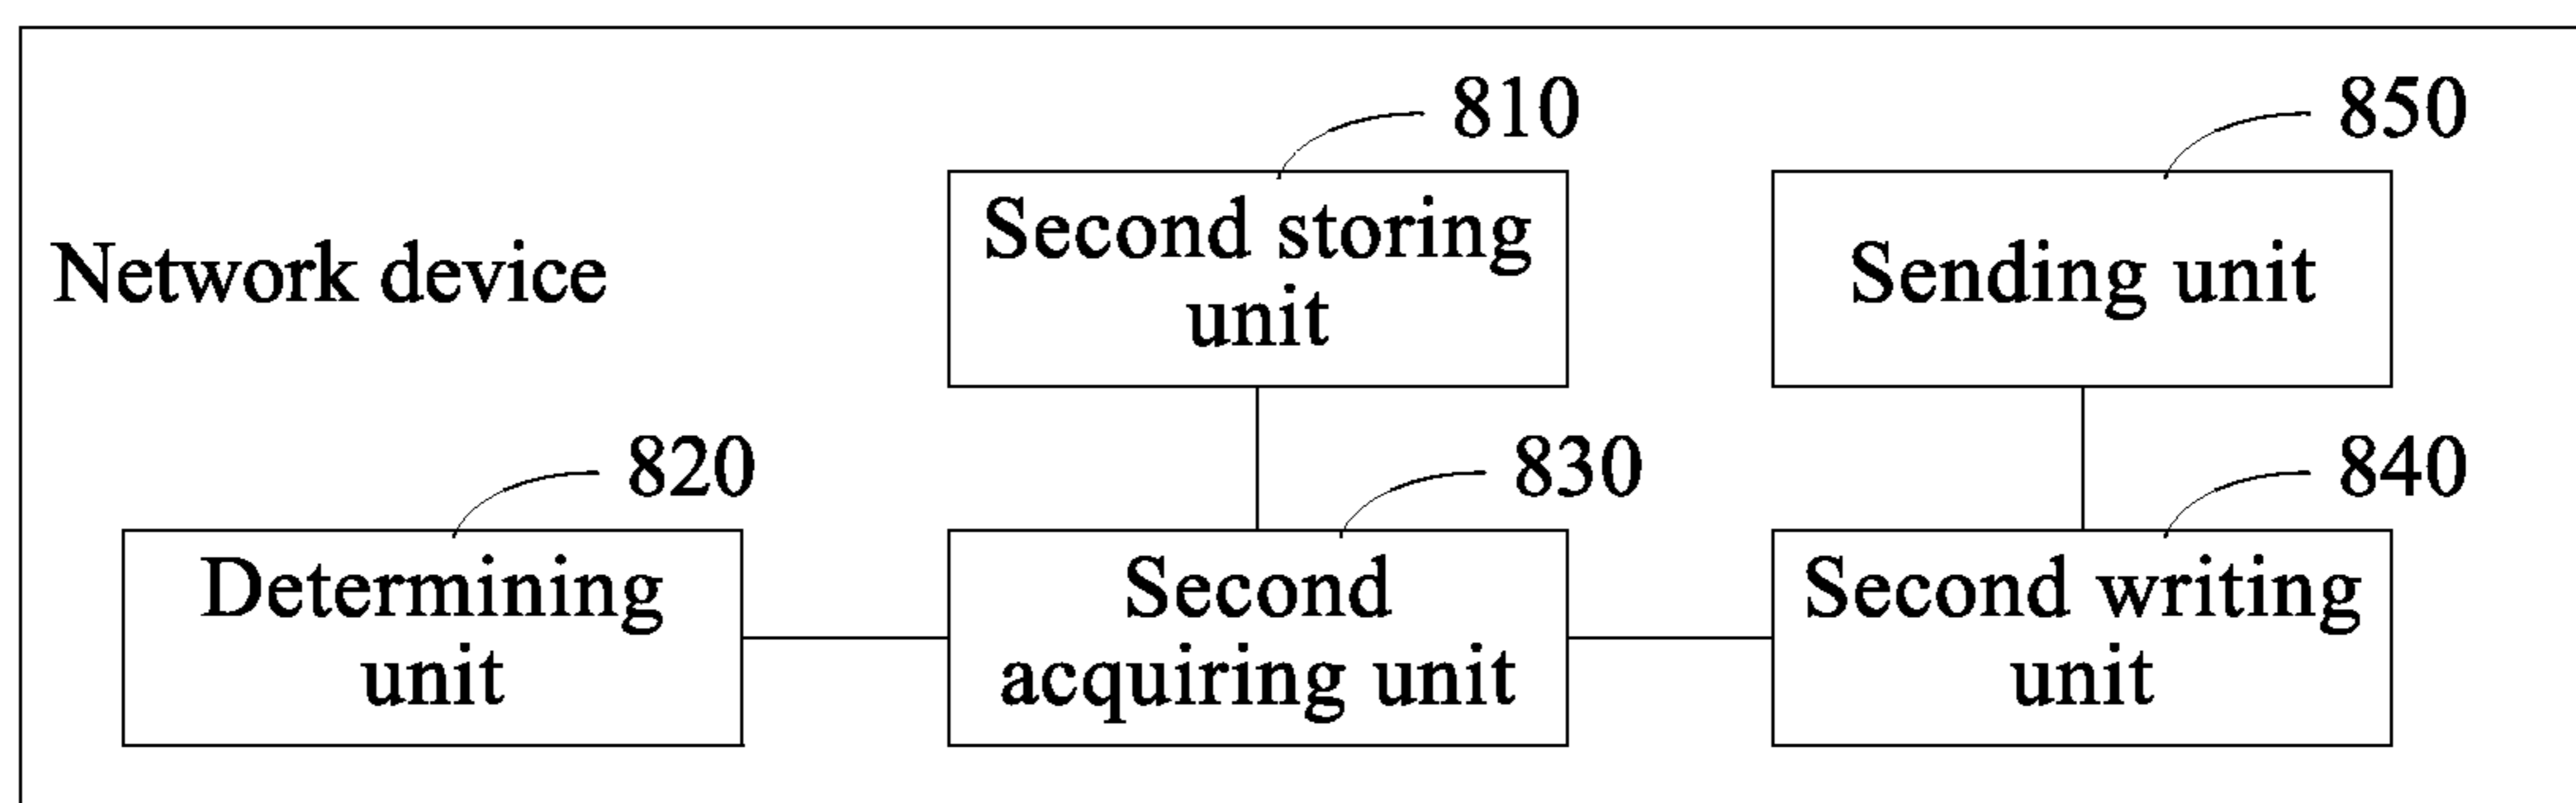 810
850
Network device
Second storing
unit
Sending unit
820
830
840
Determining
unit
Second
acquiring unit
Second writing
unit